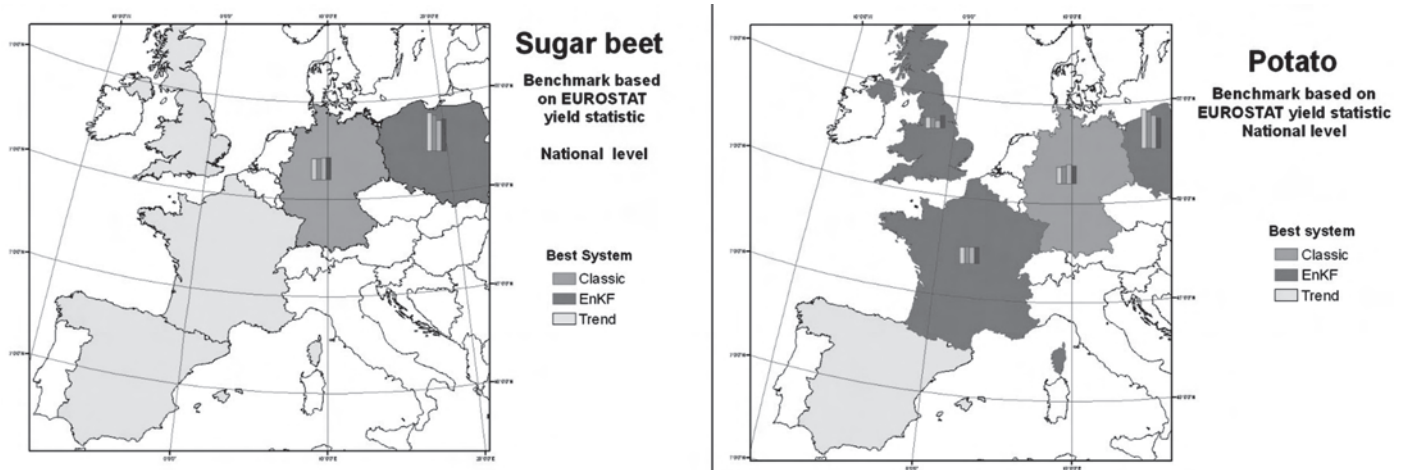 Sugar beet
Benchmark based
on EUROSTAT
yield statistic
National level
Best System
Classic
EnKF
Trend
Potato
Benchmark based on
EUROSTAT yield statistic
National level
Best system
Classic
EnKF
Trend